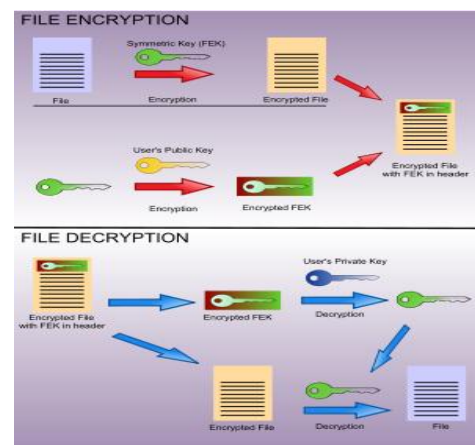 FILE ENCRYPTION
Symmetric Key (FEK)
File
Encryption
Encrypted File
User's Public Key
Encryption
Encrypted FEK
Encrypted File
with FEK in header
FILE DECRYPTION
User's Private Key
Encrypted File
with FEK in header
Encrypted FEK
Decryption
Encrypted File
Decryption
File